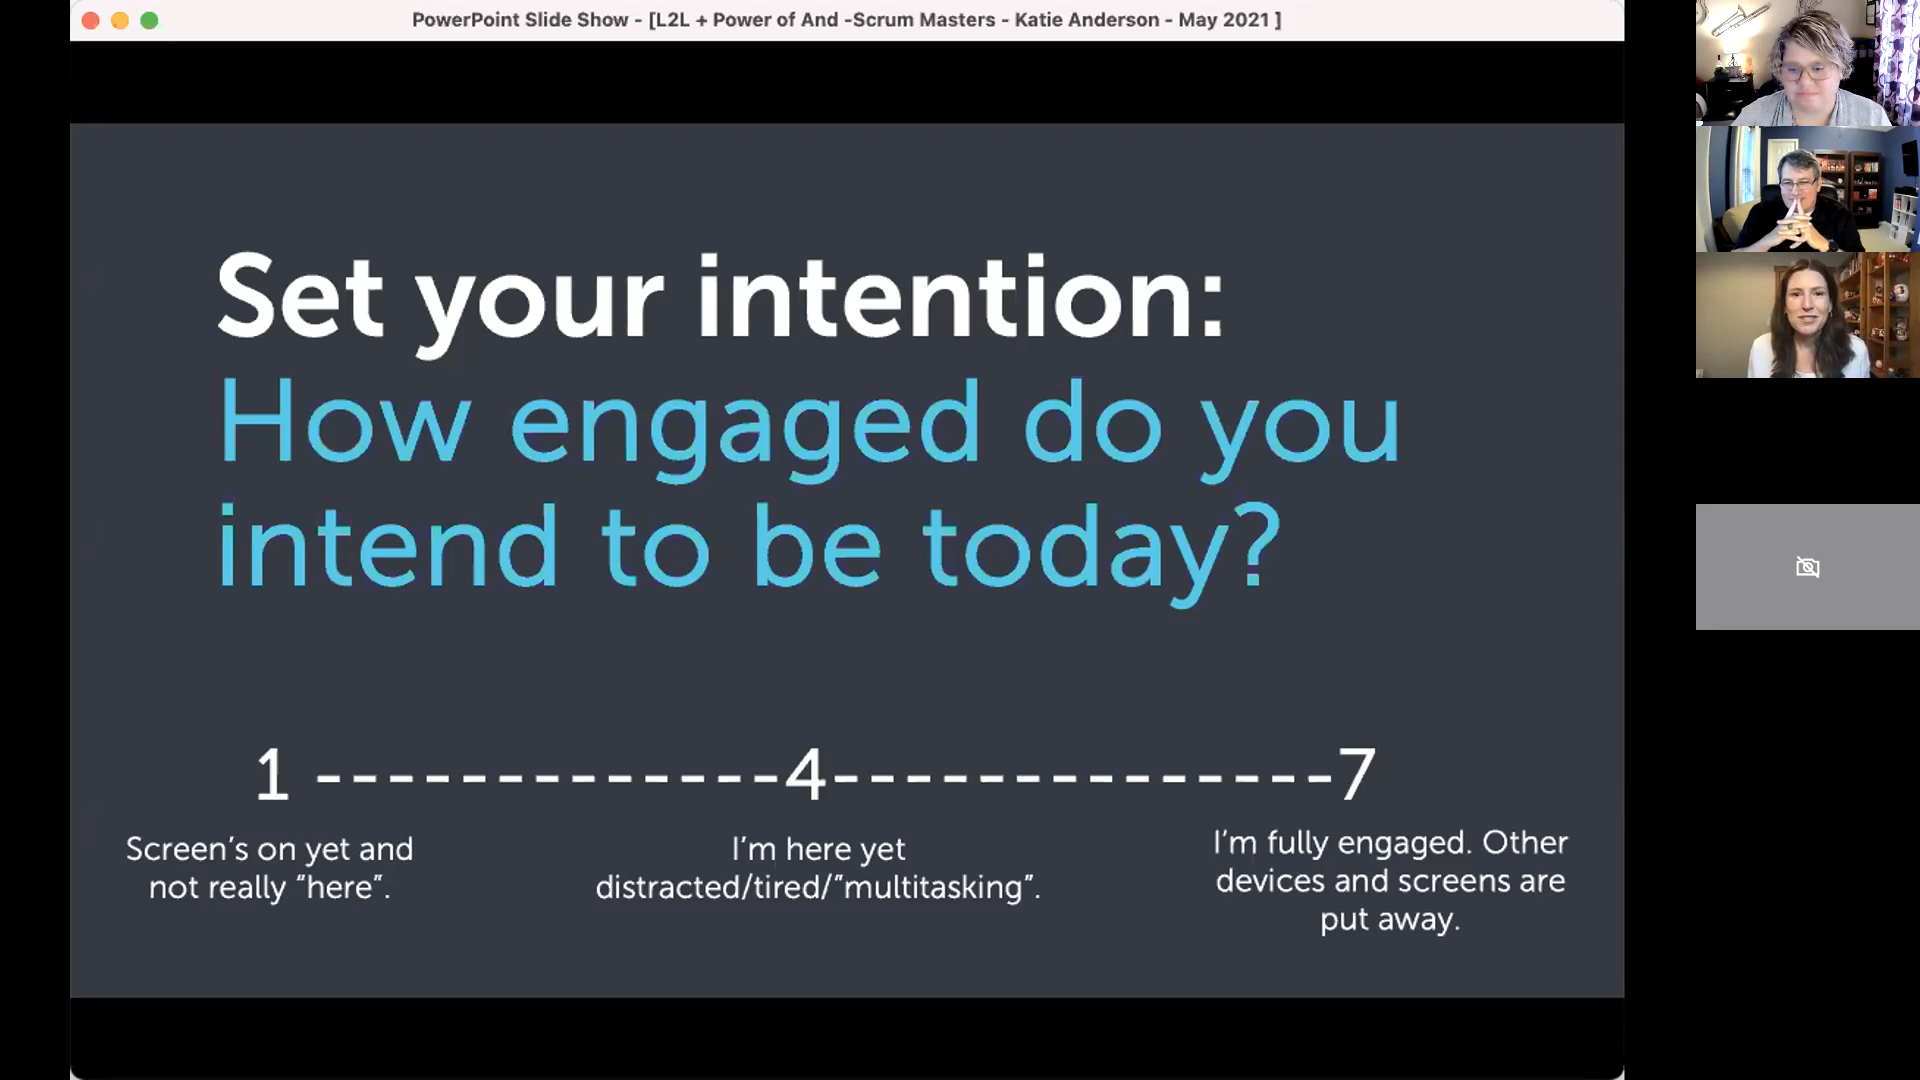 PowerPoint Slide Show - [L2L + Power of And -Scrum Masters - Katie Anderson - May 2021 ]
Set your intention:
How engaged do you
intend to be today?
1 -------------4--------------7
Screen’s on yet and
not really “here”.
I’m here yet
distracted/tired/”multitasking”.
I’m fully engaged. Other
devices and screens are
put away.